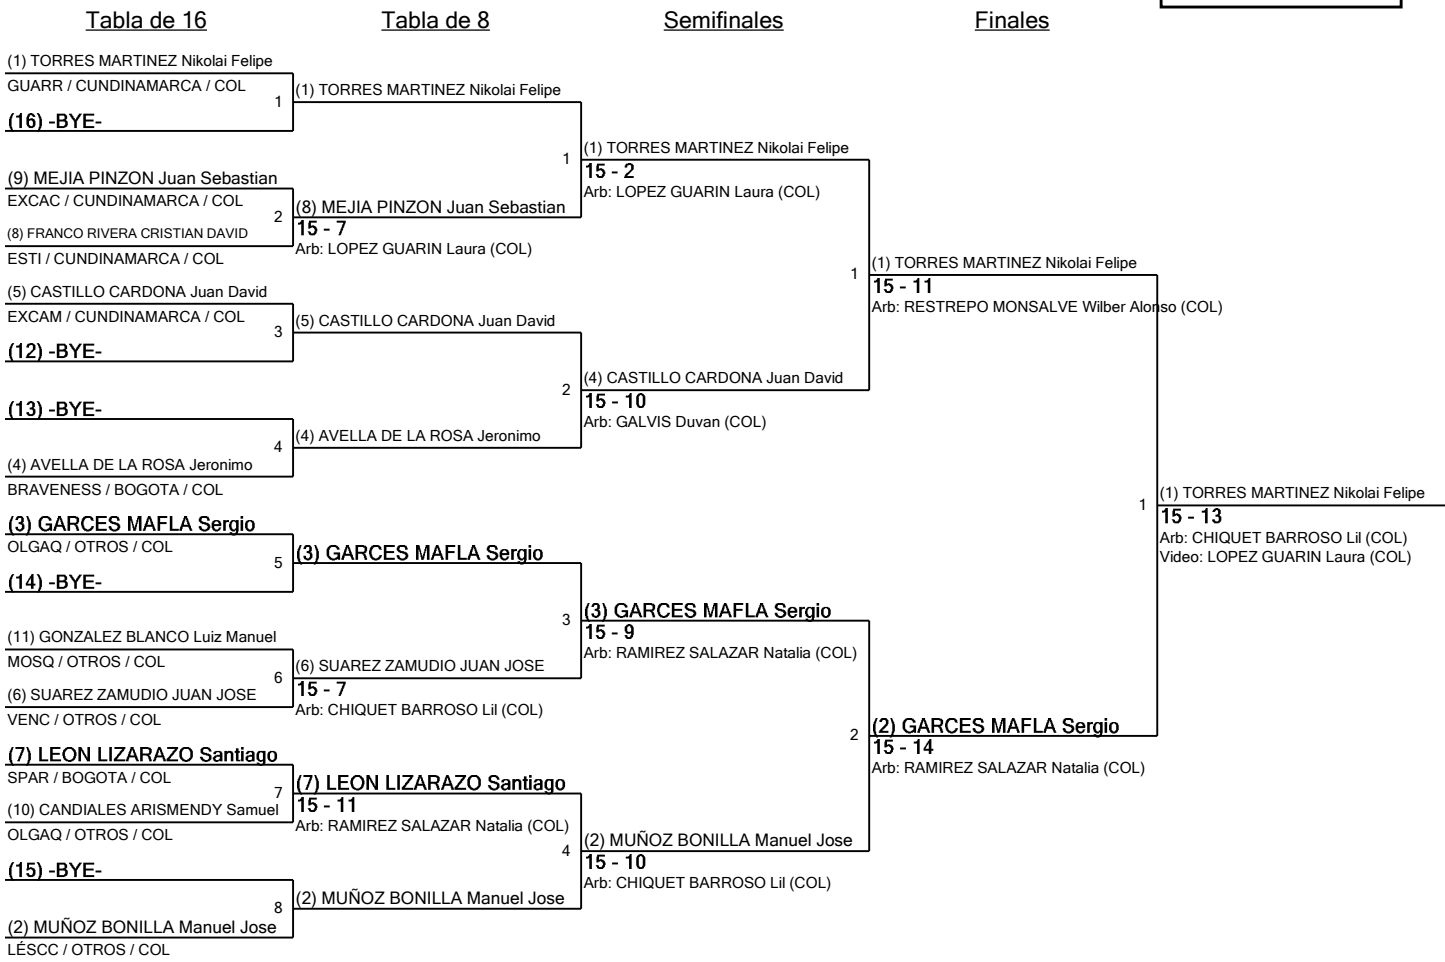 Tabla de 16
Tabla de 8
Semifinales
Finales
(1) TORRES MARTINEZ Nikolai Felipe
GUARR / CUNDINAMARCA / COL
1
(16) -BYE-
(9) MEJIA PINZON Juan Sebastian
EXCAC / CUNDINAMARCA / COL
2
(8) FRANCO RIVERA CRISTIAN DAVID
ESTI / CUNDINAMARCA / COL
(5) CASTILLO CARDONA Juan David
EXCAM / CUNDINAMARCA / COL
3
(12) -BYE-
(13) -BYE-
4
(4) AVELLA DE LA ROSA Jeronimo
BRAVENESS / BOGOTA / COL
(3) GARCES MAFLA Sergio
OLGAQ / OTROS / COL
5
(14) -BYE-
(11) GONZALEZ BLANCO Luiz Manuel
MOSQ / OTROS / COL
6
(6) SUAREZ ZAMUDIO JUAN JOSE
VENC / OTROS / COL
(7) LEON LIZARAZO Santiago
SPAR / BOGOTA / COL
7
(10) CANDIALES ARISMENDY Samuel
OLGAQ / OTROS / COL
(15) -BYE-
8
(2) MUÑOZ BONILLA Manuel Jose
LÉSCC / OTROS / COL
(1) TORRES MARTINEZ Nikolai Felipe
1
(8) MEJIA PINZON Juan Sebastian
15 - 7
Arb: LOPEZ GUARIN Laura (COL)
(5) CASTILLO CARDONA Juan David
2
(4) AVELLA DE LA ROSA Jeronimo
(3) GARCES MAFLA Sergio
3
(6) SUAREZ ZAMUDIO JUAN JOSE
15 - 7
Arb: CHIQUET BARROSO Lil (COL)
(7) LEON LIZARAZO Santiago
15 - 11
Arb: RAMIREZ SALAZAR Natalia (COL)
4
(2) MUÑOZ BONILLA Manuel Jose
(1) TORRES MARTINEZ Nikolai Felipe
15 - 2
Arb: LOPEZ GUARIN Laura (COL)
1
(4) CASTILLO CARDONA Juan David
15 - 10
Arb: GALVIS Duvan (COL)
(3) GARCES MAFLA Sergio
15 - 9
Arb: RAMIREZ SALAZAR Natalia (COL)
2
(2) MUÑOZ BONILLA Manuel Jose
15 - 10
Arb: CHIQUET BARROSO Lil (COL)
(1) TORRES MARTINEZ Nikolai Felipe
15 - 11
Arb: RESTREPO MONSALVE Wilber Alonso (COL)
1
(2) GARCES MAFLA Sergio
15 - 14
Arb: RAMIREZ SALAZAR Natalia (COL)
(1) TORRES MARTINEZ Nikolai Felipe
15 - 13
Arb: CHIQUET BARROSO Lil (COL)
Video: LOPEZ GUARIN Laura (COL)